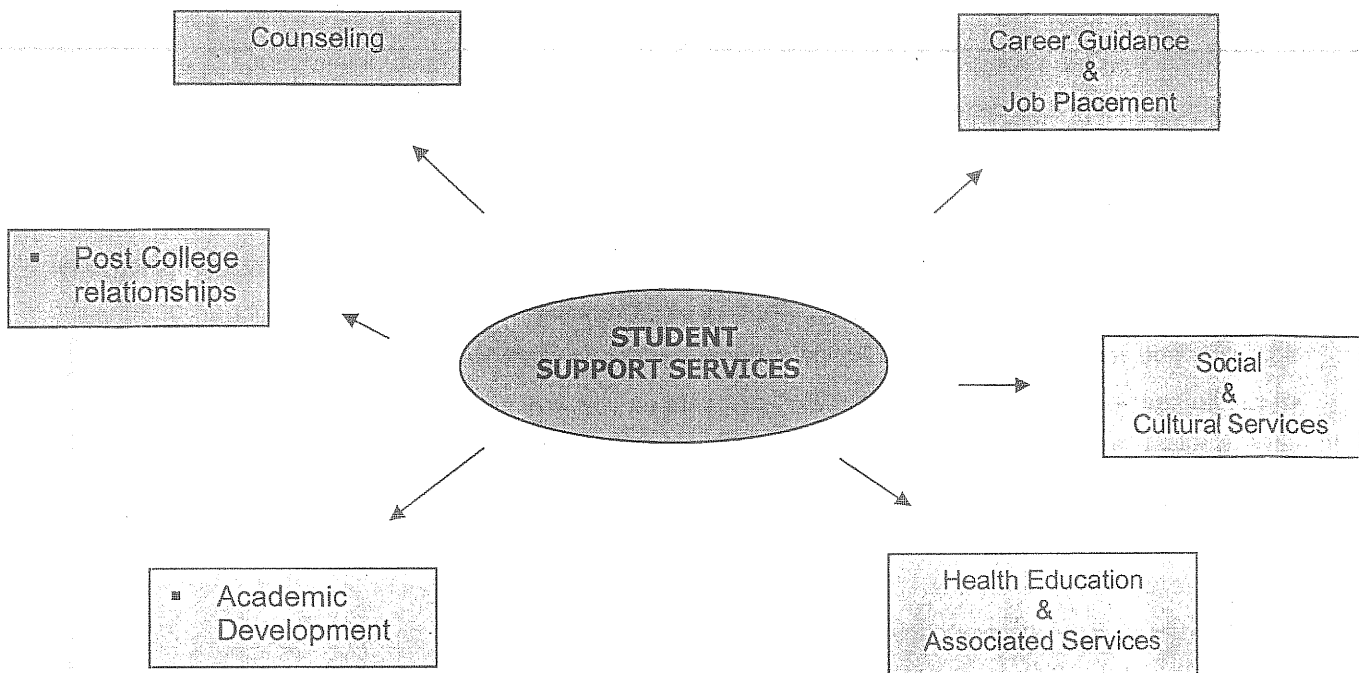 Counseling
Career Guidance
&
Job Placement
▪ Post College
relationships
STUDENT
SUPPORT SERVICES
Social
&
Cultural Services
▪ Academic
Development
Health Education
&
Associated Services